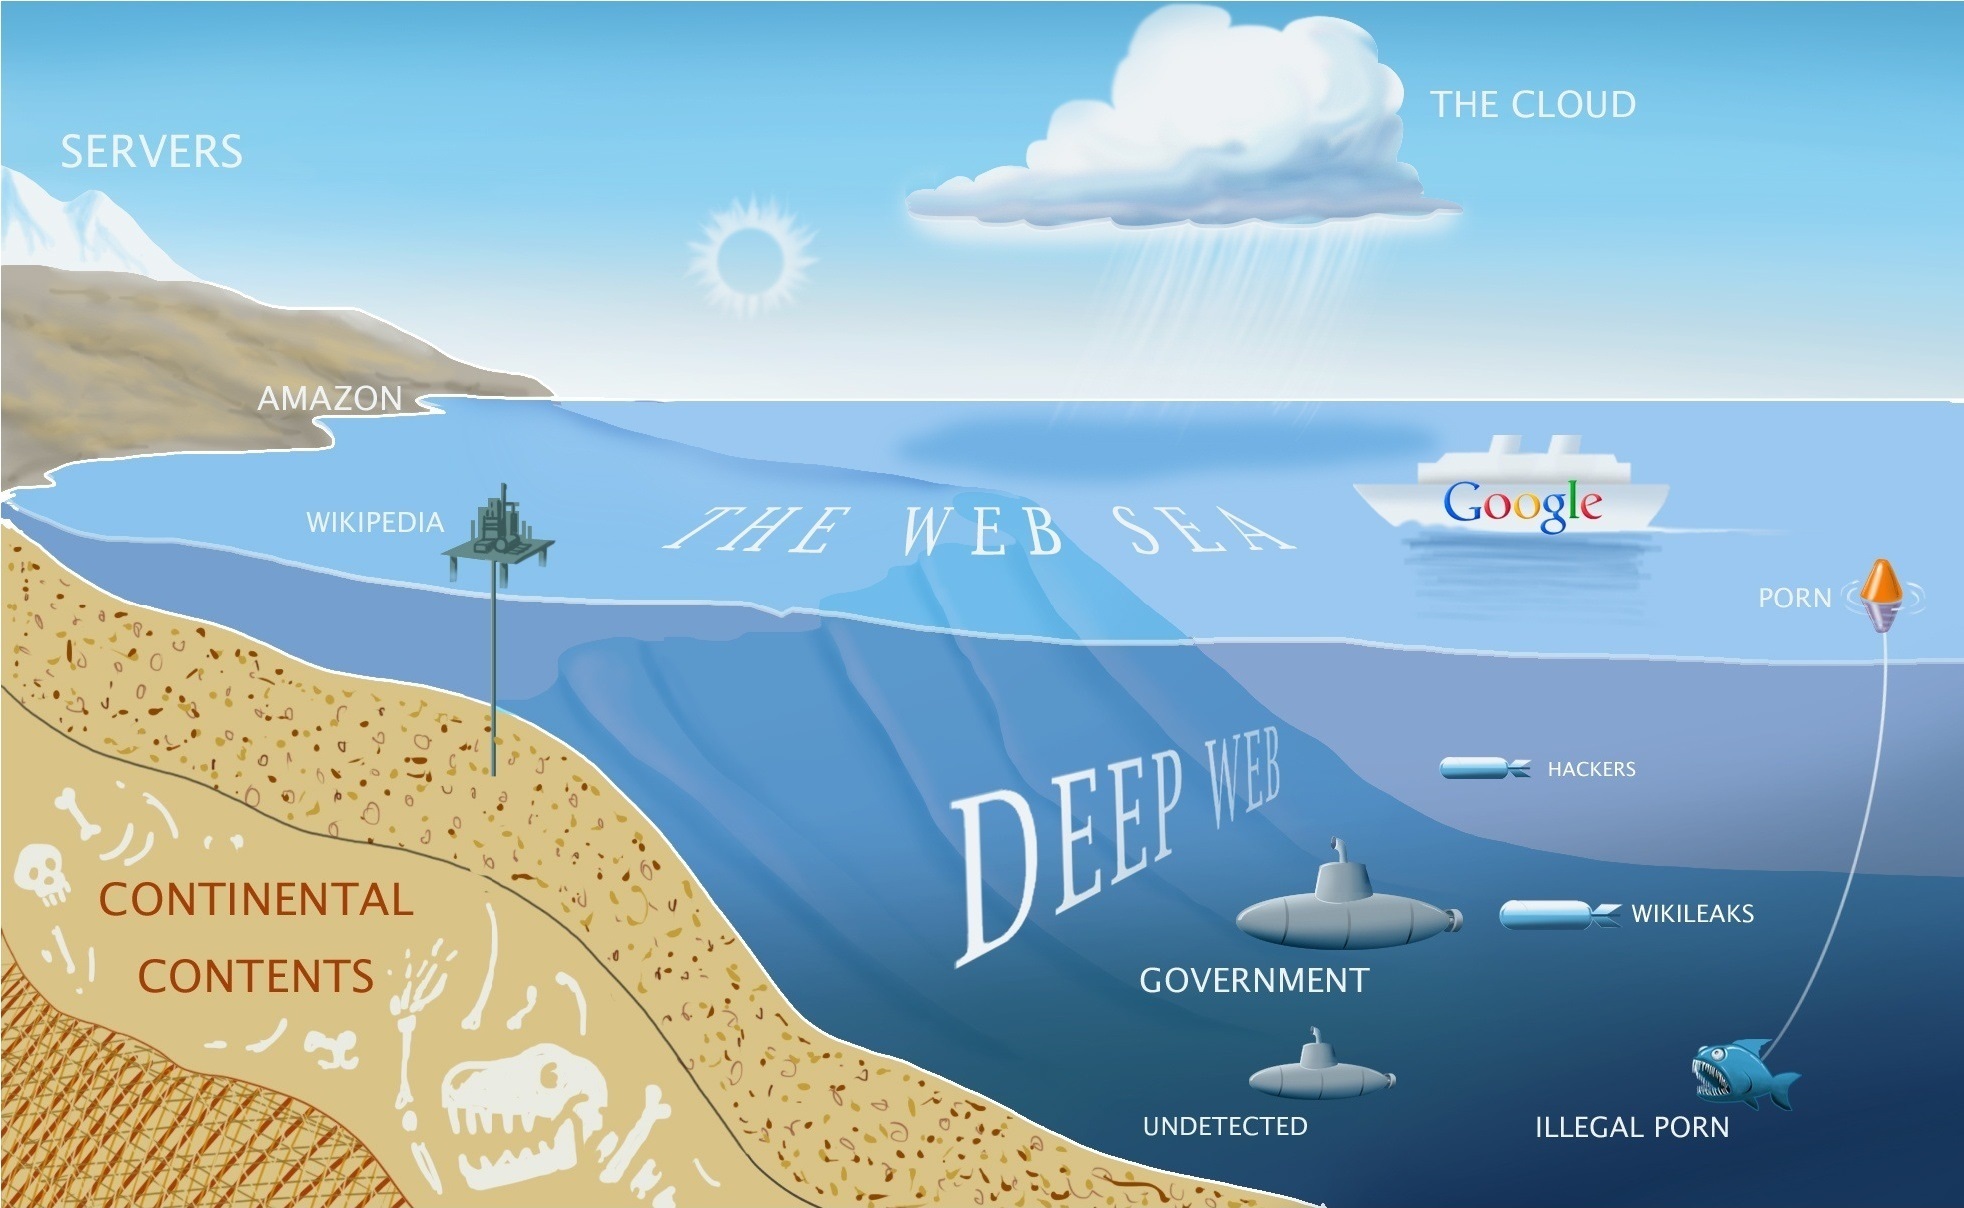 THE CLOUD
SERVERS
AMAZON
WIKIPEDIA
THE WEB SEA
Google
PORN
DEEP WEB
HACKERS
CONTINENTAL
CONTENTS
WIKILEAKS
GOVERNMENT
UNDETECTED
ILLEGAL PORN